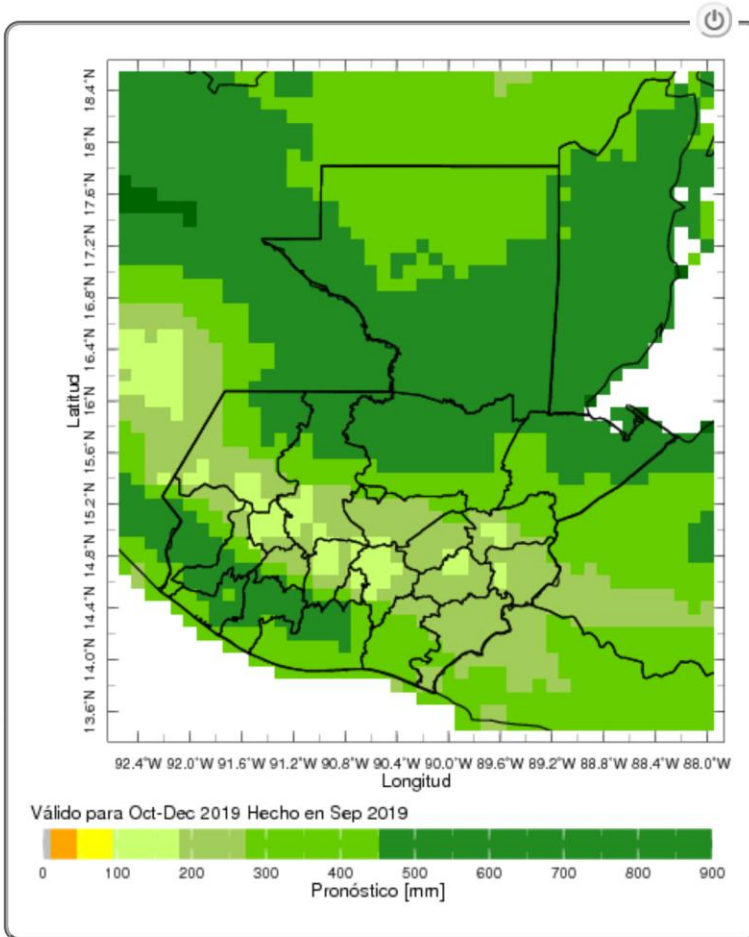 18.4°N
18°N
17.6°N
17.2°N
16.8°N
16.4°N
16°N
15.6°N
15.2°N
14.8°N
14.4°N
14.0°N
13.6°N
Latitud
92.4°W 92.0°W 91.6°W 91.2°W 90.8°W 90.4°W 90.0°W 89.6°W 89.2°W 88.8°W 88.4°W 88.0°W
Longitud
Válido para Oct-Dec 2019 Hecho en Sep 2019
0 100 200 300 400 500 600 700 800 900
Pronóstico [mm]